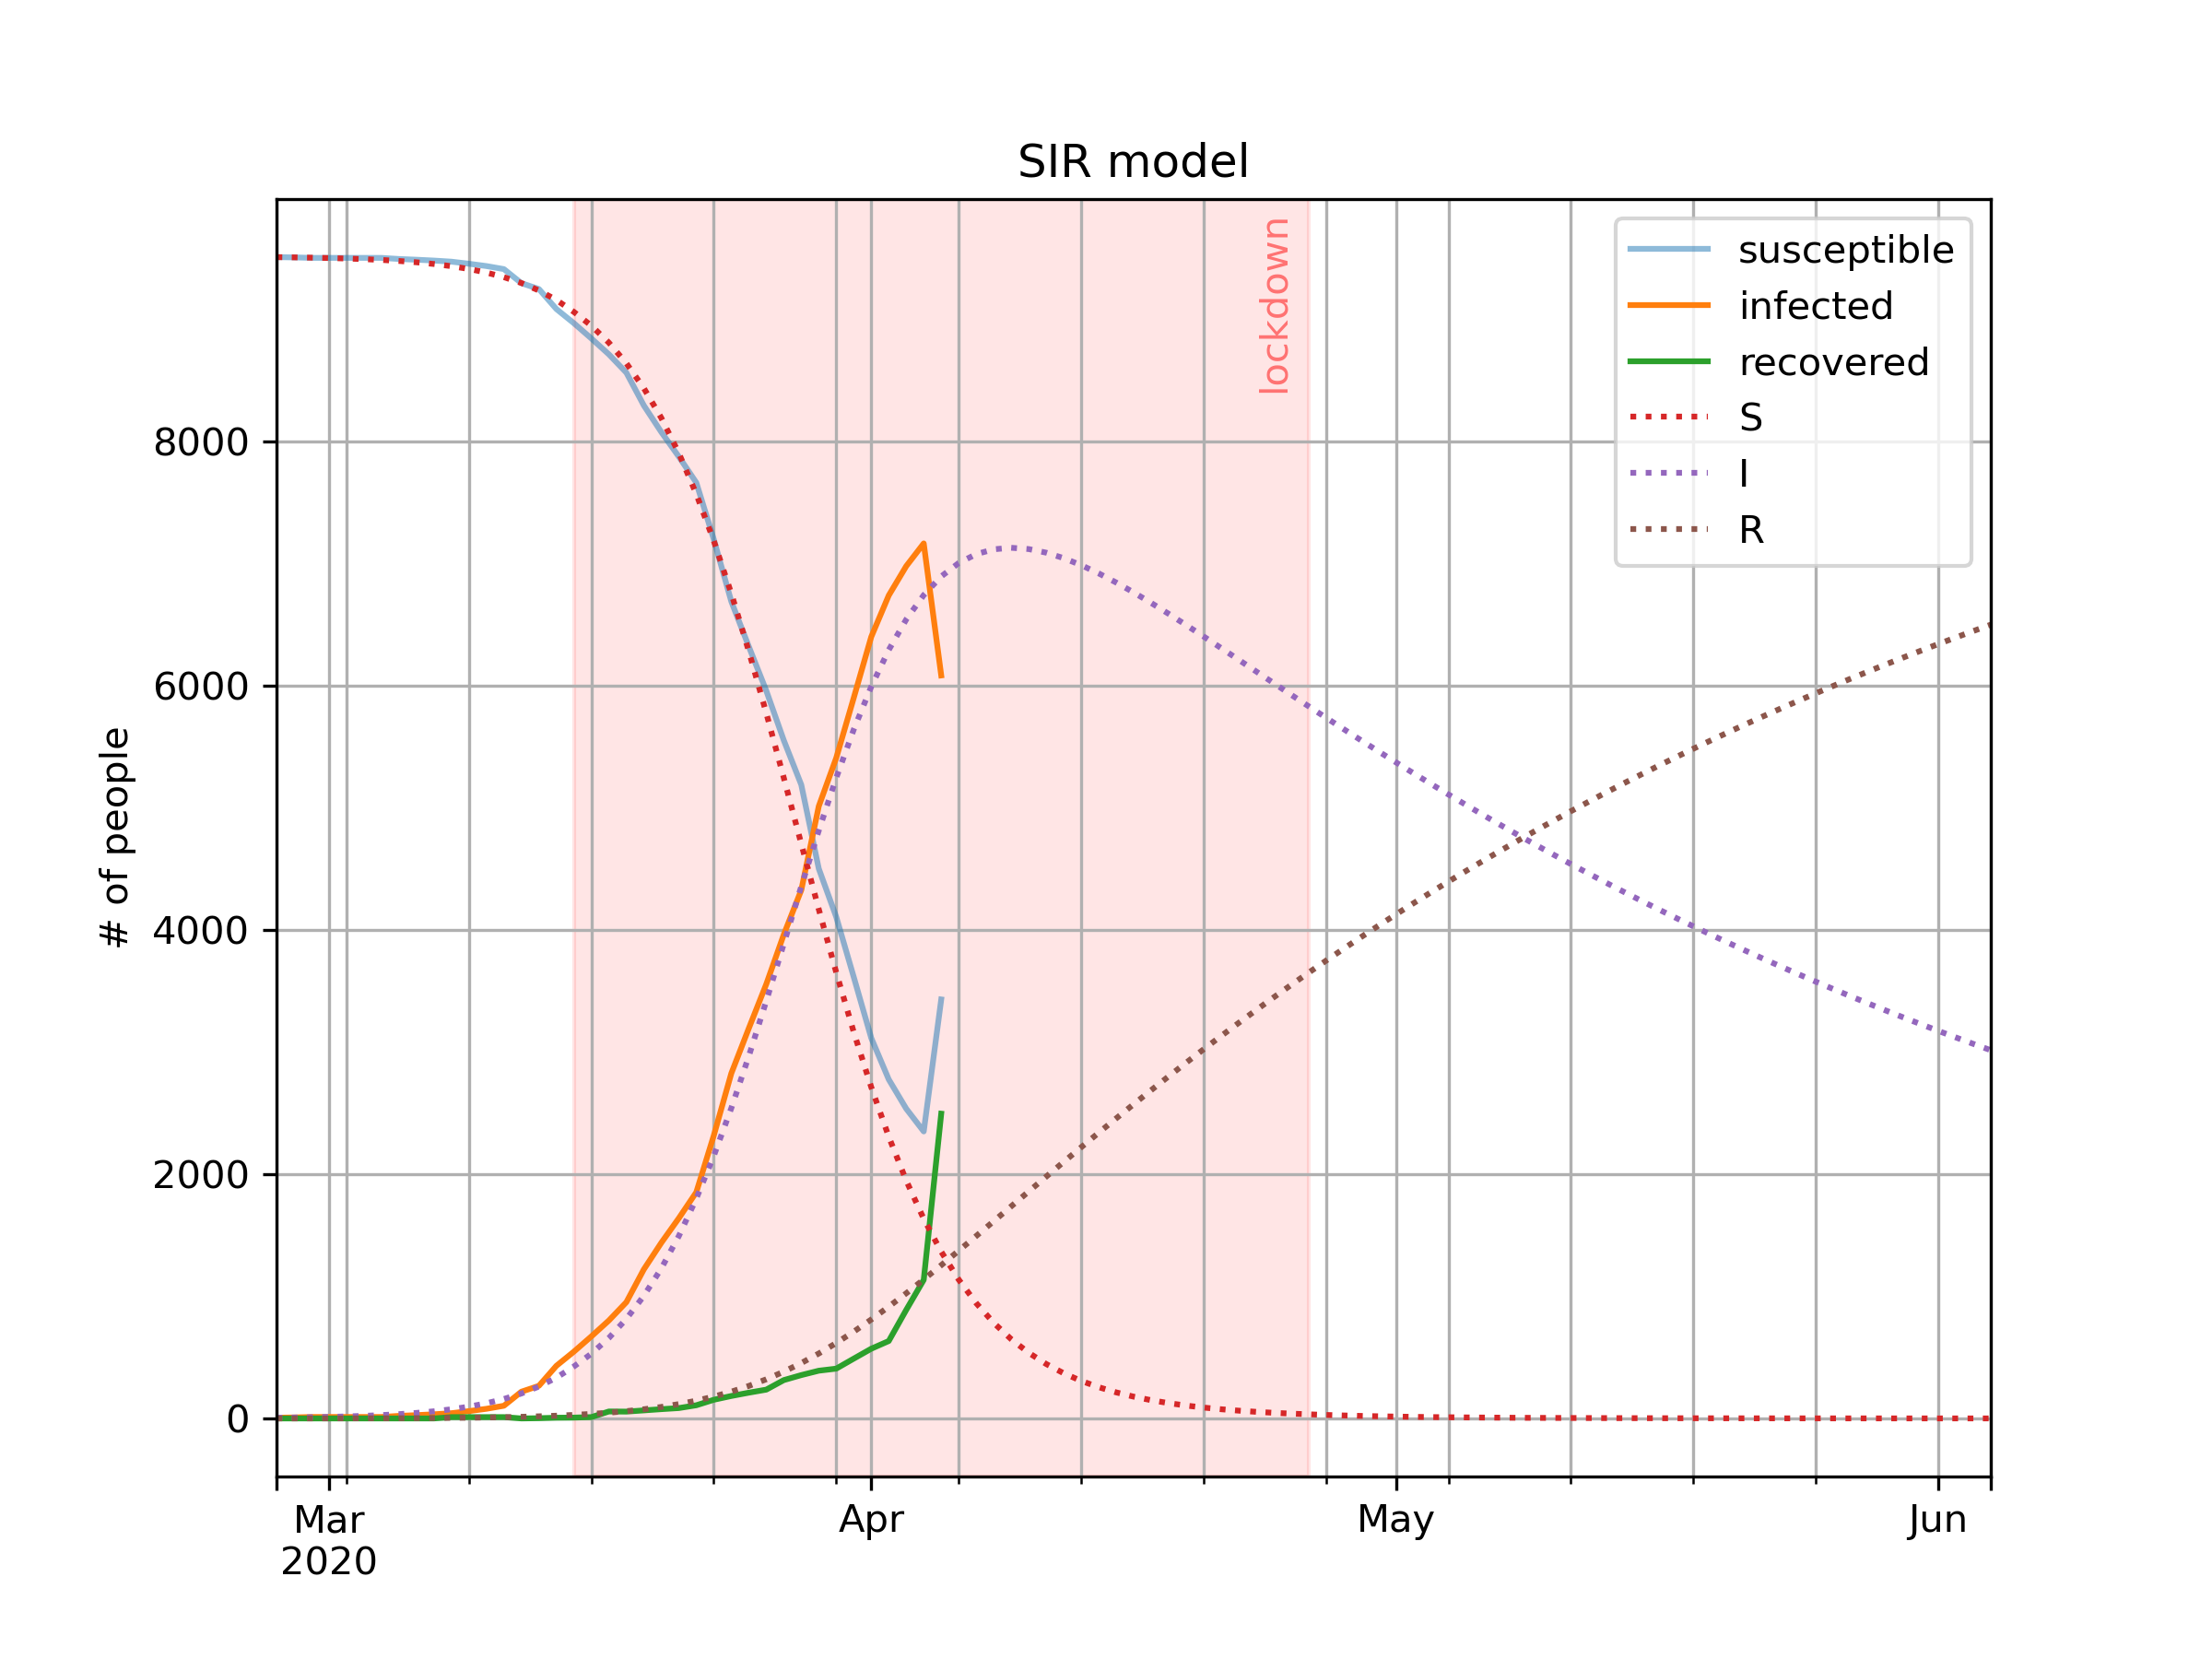 SIR model
lockdown
susceptible
infected
recovered
S
I
R
# of people
8000
6000
4000
2000
0
Mar
2020
Apr
May
Jun